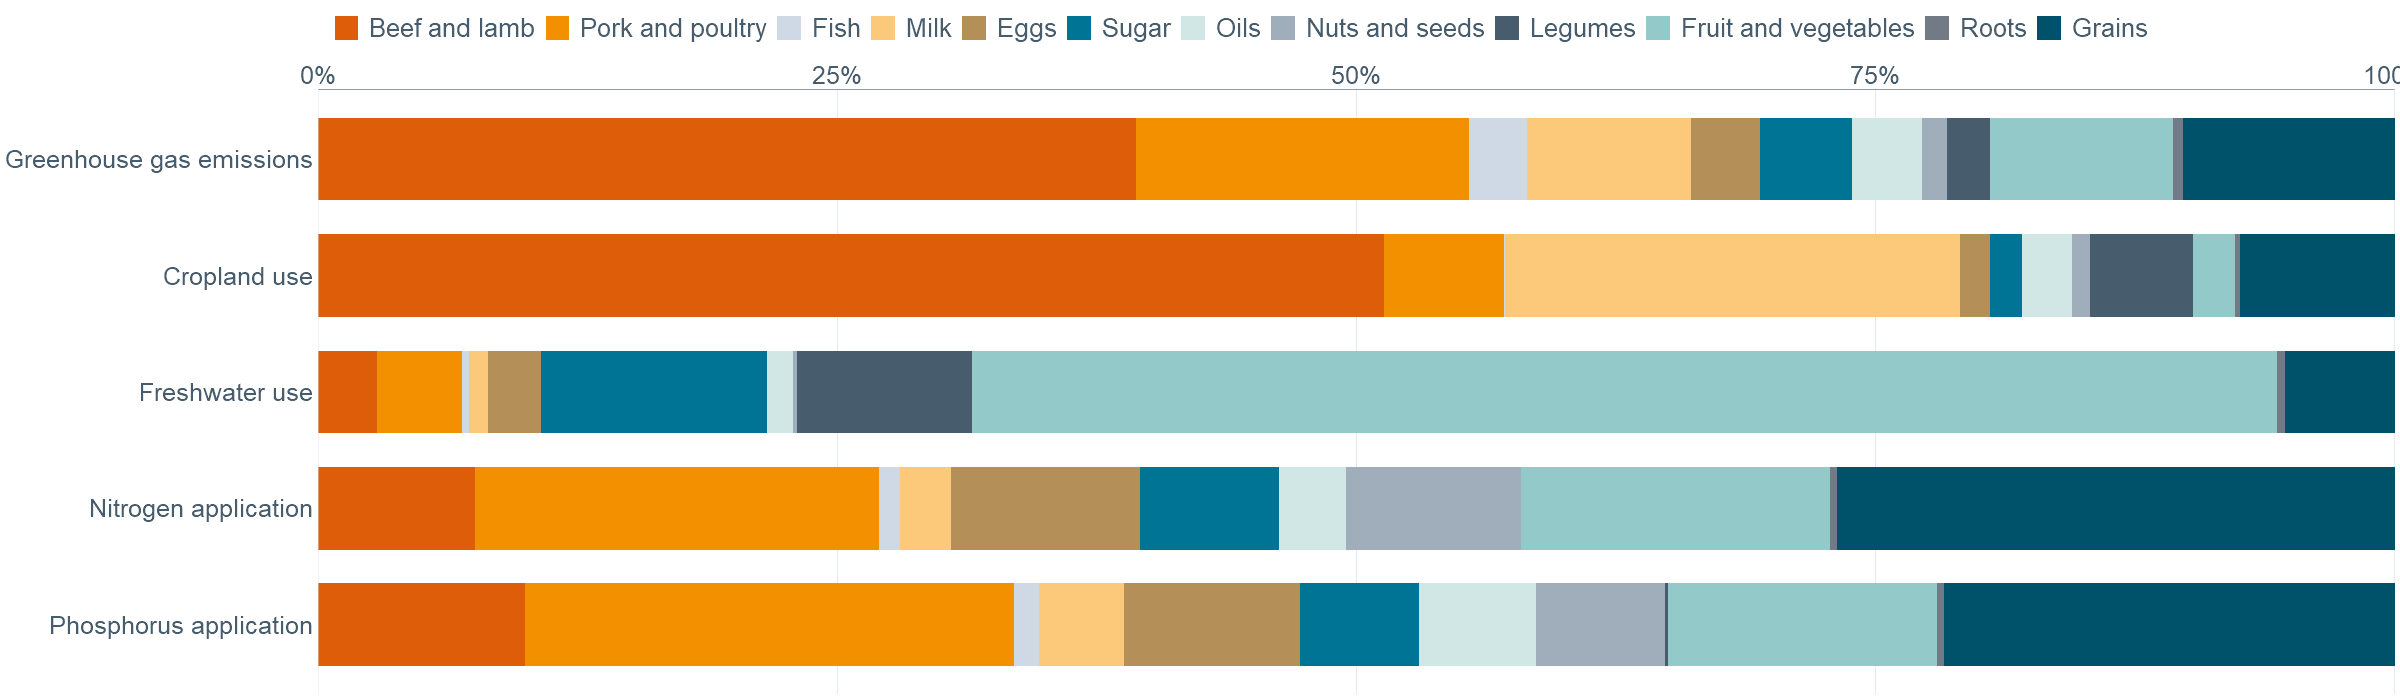 Beef and lamb Pork and poultry Fish Milk Eggs Sugar Oils Nuts and seeds Legumes Fruit and vegetables Roots Grains
0% 25% 50% 75% 100
Greenhouse gas emissions
Cropland use
Freshwater use
Nitrogen application
Phosphorus application